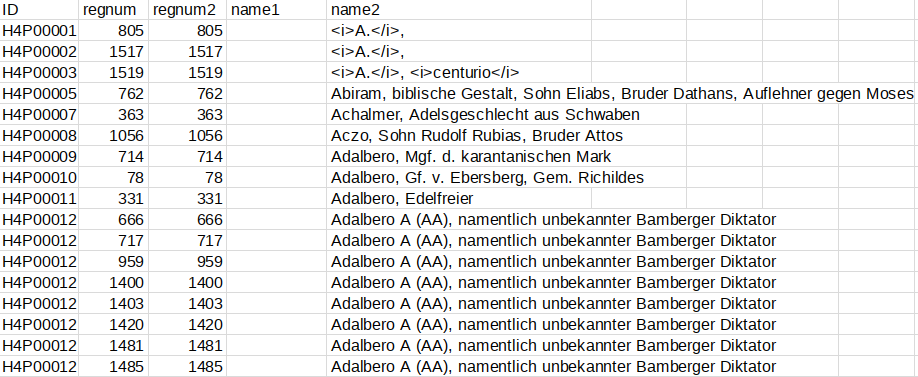 ID regnum regnum2 name1 name2
H4P00001 805 805 <i>A.</i>,
H4P00002 1517 1517 <i>A.</i>,
H4P00003 1519 1519 <i>A.</i>, <i>centurio</i>
H4P00005 762 762 Abiram, biblische Gestalt, Sohn Eliabs, Bruder Dathans, Auflehner gegen Moses
H4P00007 363 363 Achalmer, Adelsgeschlecht aus Schwaben
H4P00008 1056 1056 Aczo, Sohn Rudolf Rubias, Bruder Attos
H4P00009 714 714 Adalbero, Mgf. d. karantanischen Mark
H4P00010 78 78 Adalbero, Gf. v. Ebersberg, Gem. Richildes
H4P00011 331 331 Adalbero, Edelfreier
H4P00012 666 666 Adalbero A (AA), namentlich unbekannter Bamberger Diktator
H4P00012 717 717 Adalbero A (AA), namentlich unbekannter Bamberger Diktator
H4P00012 959 959 Adalbero A (AA), namentlich unbekannter Bamberger Diktator
H4P00012 1400 1400 Adalbero A (AA), namentlich unbekannter Bamberger Diktator
H4P00012 1403 1403 Adalbero A (AA), namentlich unbekannter Bamberger Diktator
H4P00012 1420 1420 Adalbero A (AA), namentlich unbekannter Bamberger Diktator
H4P00012 1481 1481 Adalbero A (AA), namentlich unbekannter Bamberger Diktator
H4P00012 1485 1485 Adalbero A (AA), namentlich unbekannter Bamberger Diktator